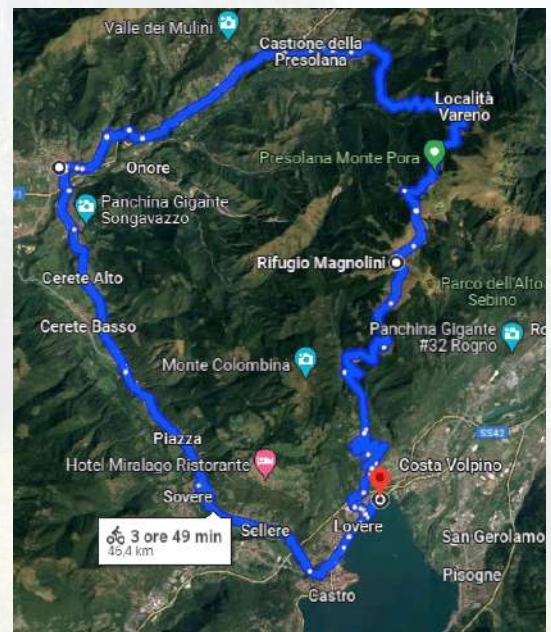 Valle dei Mulini
Castione della
Presolana
Località
Vareno
Presolana Monte Pora
Onore
Panchina Gigante
Songavazzo
Rifugio Magnolini
Cerete Alto
Parco dell'Alto
Sebino
Cerete Basso
Panchina Gigante
#32 Rogno
Monte Colombina
SS42
Piazza
Costa Volpino
Hotel Miralago Ristorante
Sovere
3 ore 49 min
46,4 km
Sellere
Lovere
San Gerolamo
Pisogne
Castro